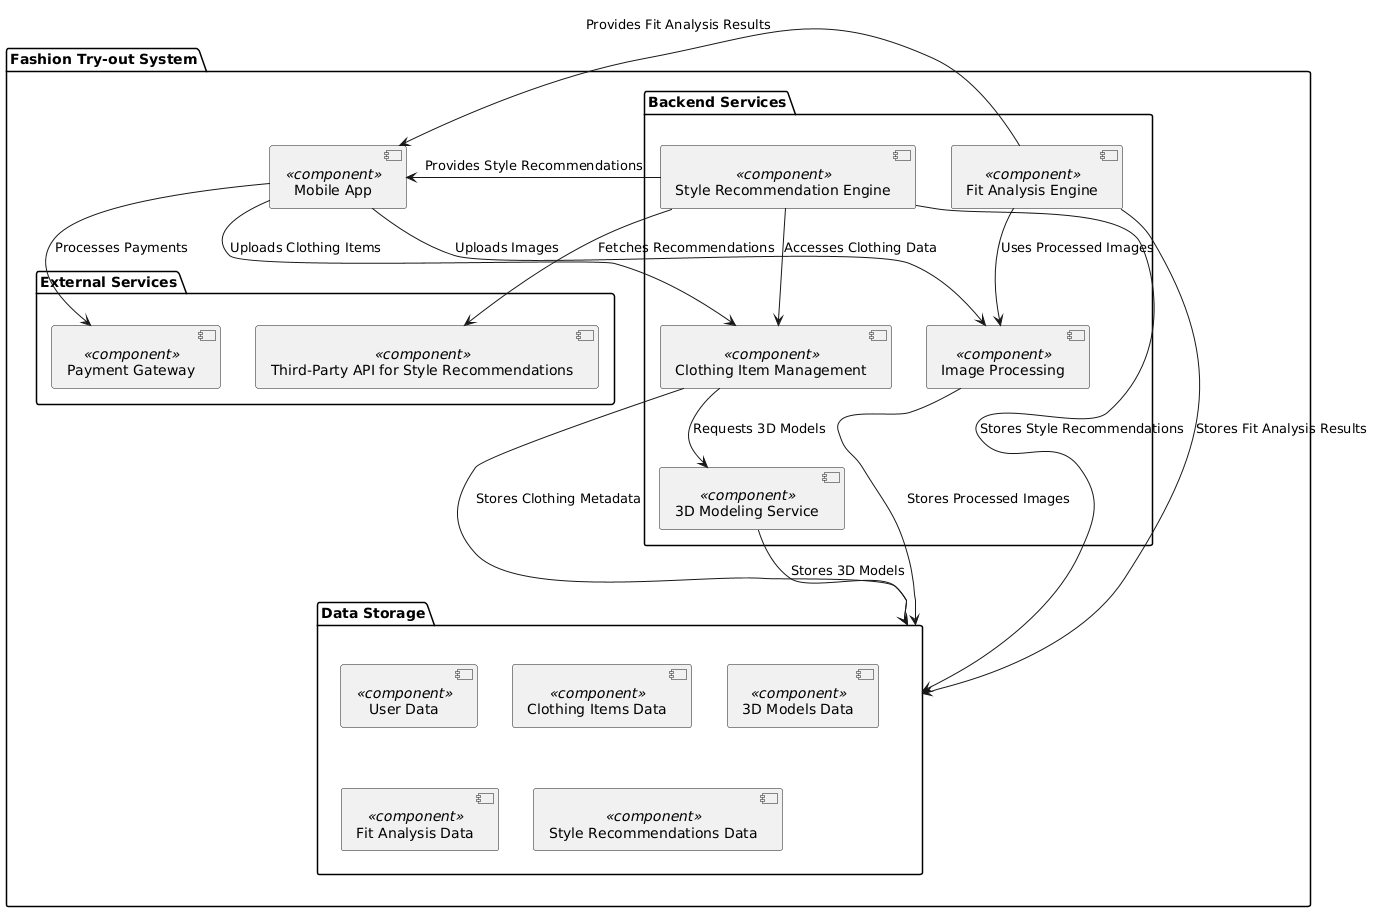 Provides Fit Analysis Results
Fashion Try-out System
Backend Services
«component»
Mobile App
Provides Style Recommendations
«component»
Style Recommendation Engine
«component»
Fit Analysis Engine
Processes Payments
Uploads Clothing Items
Uploads Images
Fetches Recommendations
Accesses Clothing Data
Uses Processed Images
External Services
«component»
Payment Gateway
«component»
Third-Party API for Style Recommendations
«component»
Clothing Item Management
«component»
Image Processing
Requests 3D Models
Stores Style Recommendations
Stores Fit Analysis Results
Stores Clothing Metadata
«component»
3D Modeling Service
Stores Processed Images
Stores 3D Models
Data Storage
«component»
User Data
«component»
Clothing Items Data
«component»
3D Models Data
«component»
Fit Analysis Data
«component»
Style Recommendations Data